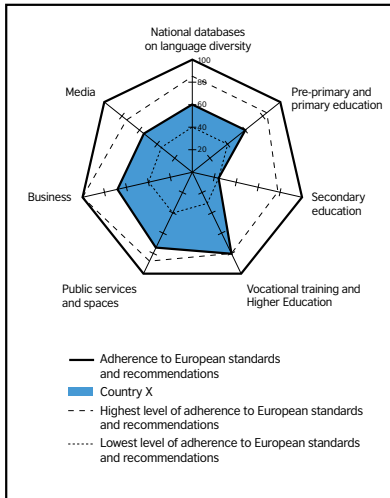 National databases
on language diversity
100
80
60
40
20
Media
Pre-primary and
primary education
Business
Secondary
education
Public services
and spaces
Vocational training and
Higher Education
Adherence to European standards
and recommendations
Country X
Highest level of adherence to European standards
and recommendations
Lowest level of adherence to European standards
and recommendations